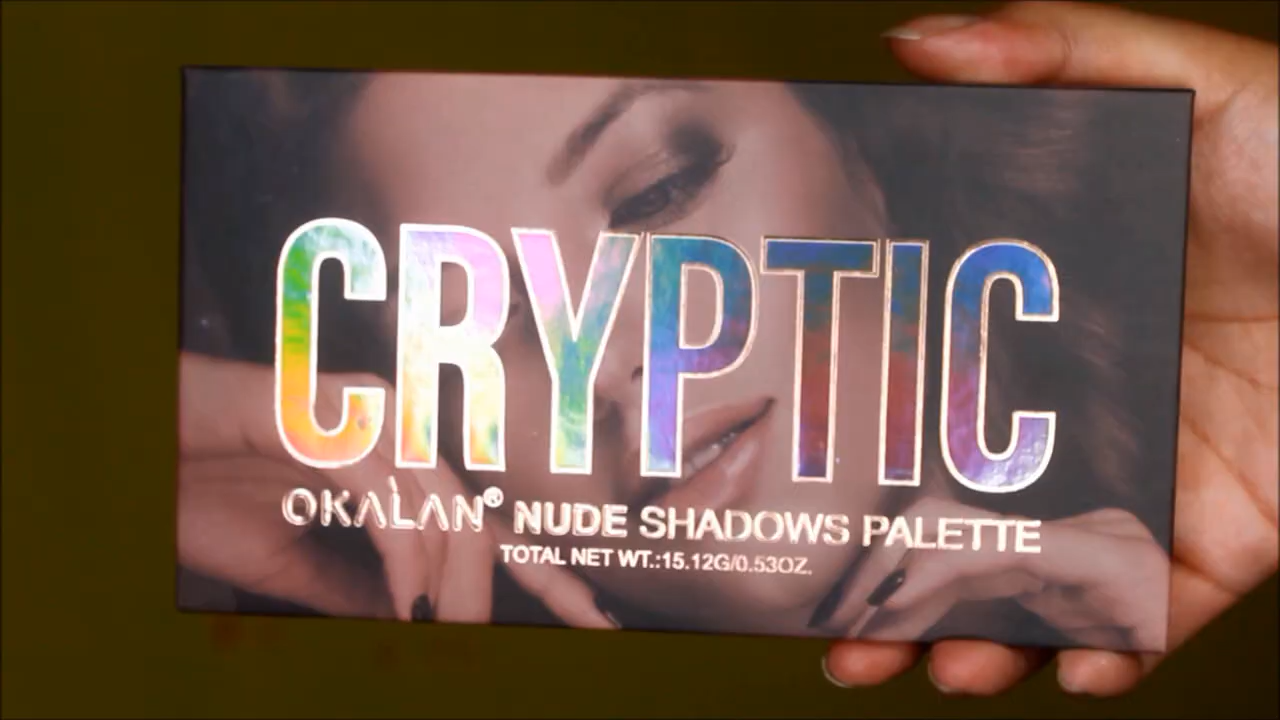 CRYPTIC
OKALAN® NUDE SHADOWS PALETTE
TOTAL NET WT.:15.12G/0.53OZ.